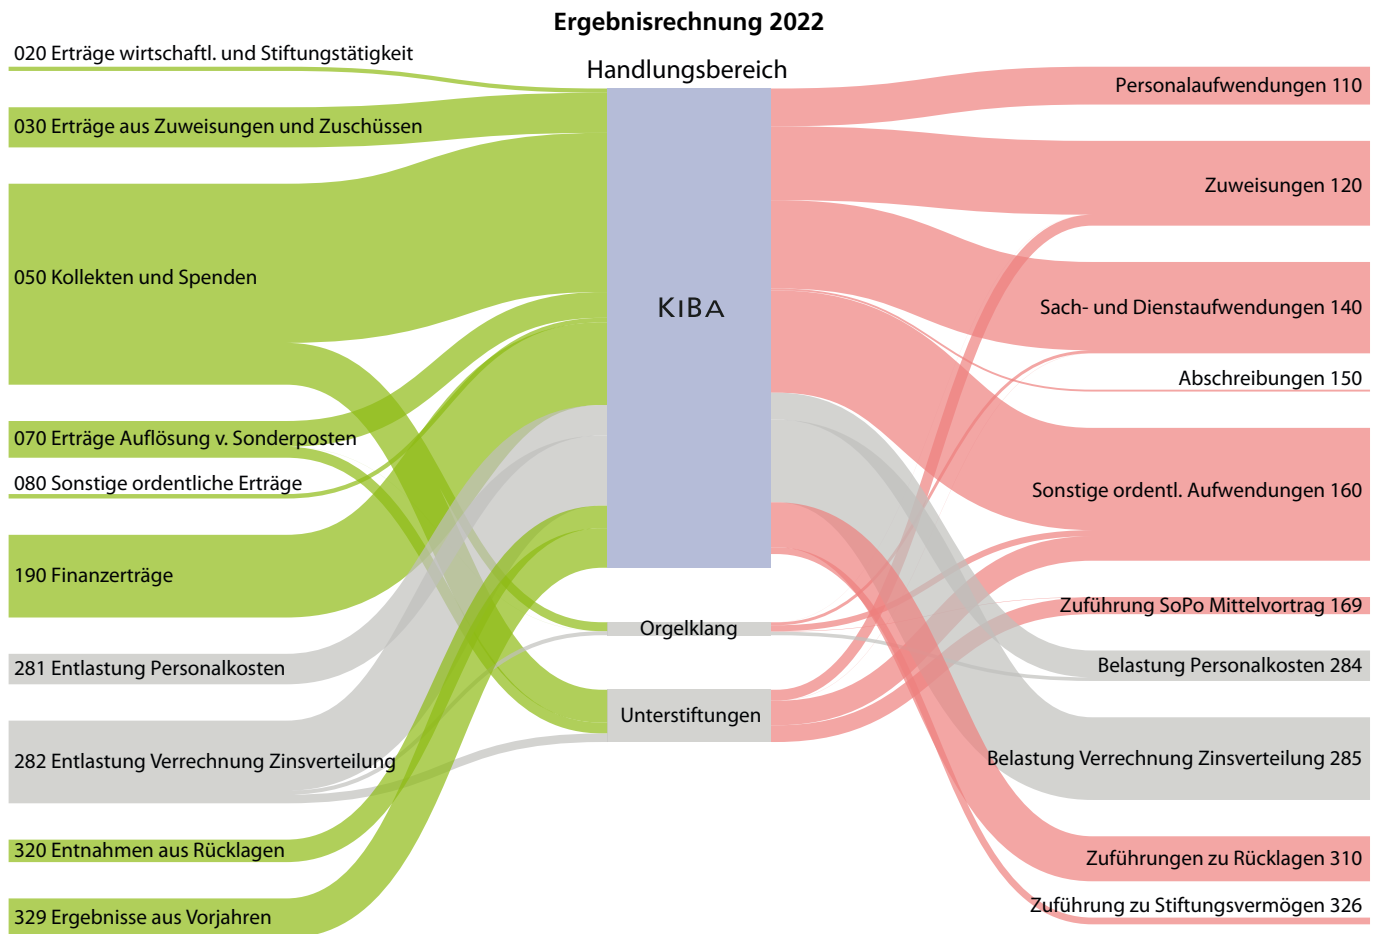 Ergebnisrechnung 2022
Handlungsbereich
020 Erträge wirtschaftl. und Stiftungstätigkeit
030 Erträge aus Zuweisungen und Zuschüssen
050 Kollekten und Spenden
070 Erträge Auflösung v. Sonderposten
080 Sonstige ordentliche Erträge
190 Finanzerträge
281 Entlastung Personalkosten
282 Entlastung Verrechnung Zinsverteilung
320 Entnahmen aus Rücklagen
329 Ergebnisse aus Vorjahren
KIBA
Orgelklang
Unterstiftungen
Personalaufwendungen 110
Zuweisungen 120
Sach- und Dienstaufwendungen 140
Abschreibungen 150
Sonstige ordentl. Aufwendungen 160
Zuführung SoPo Mittelvortrag 169
Belastung Personalkosten 284
Belastung Verrechnung Zinsverteilung 285
Zuführungen zu Rücklagen 310
Zuführung zu Stiftungsvermögen 326